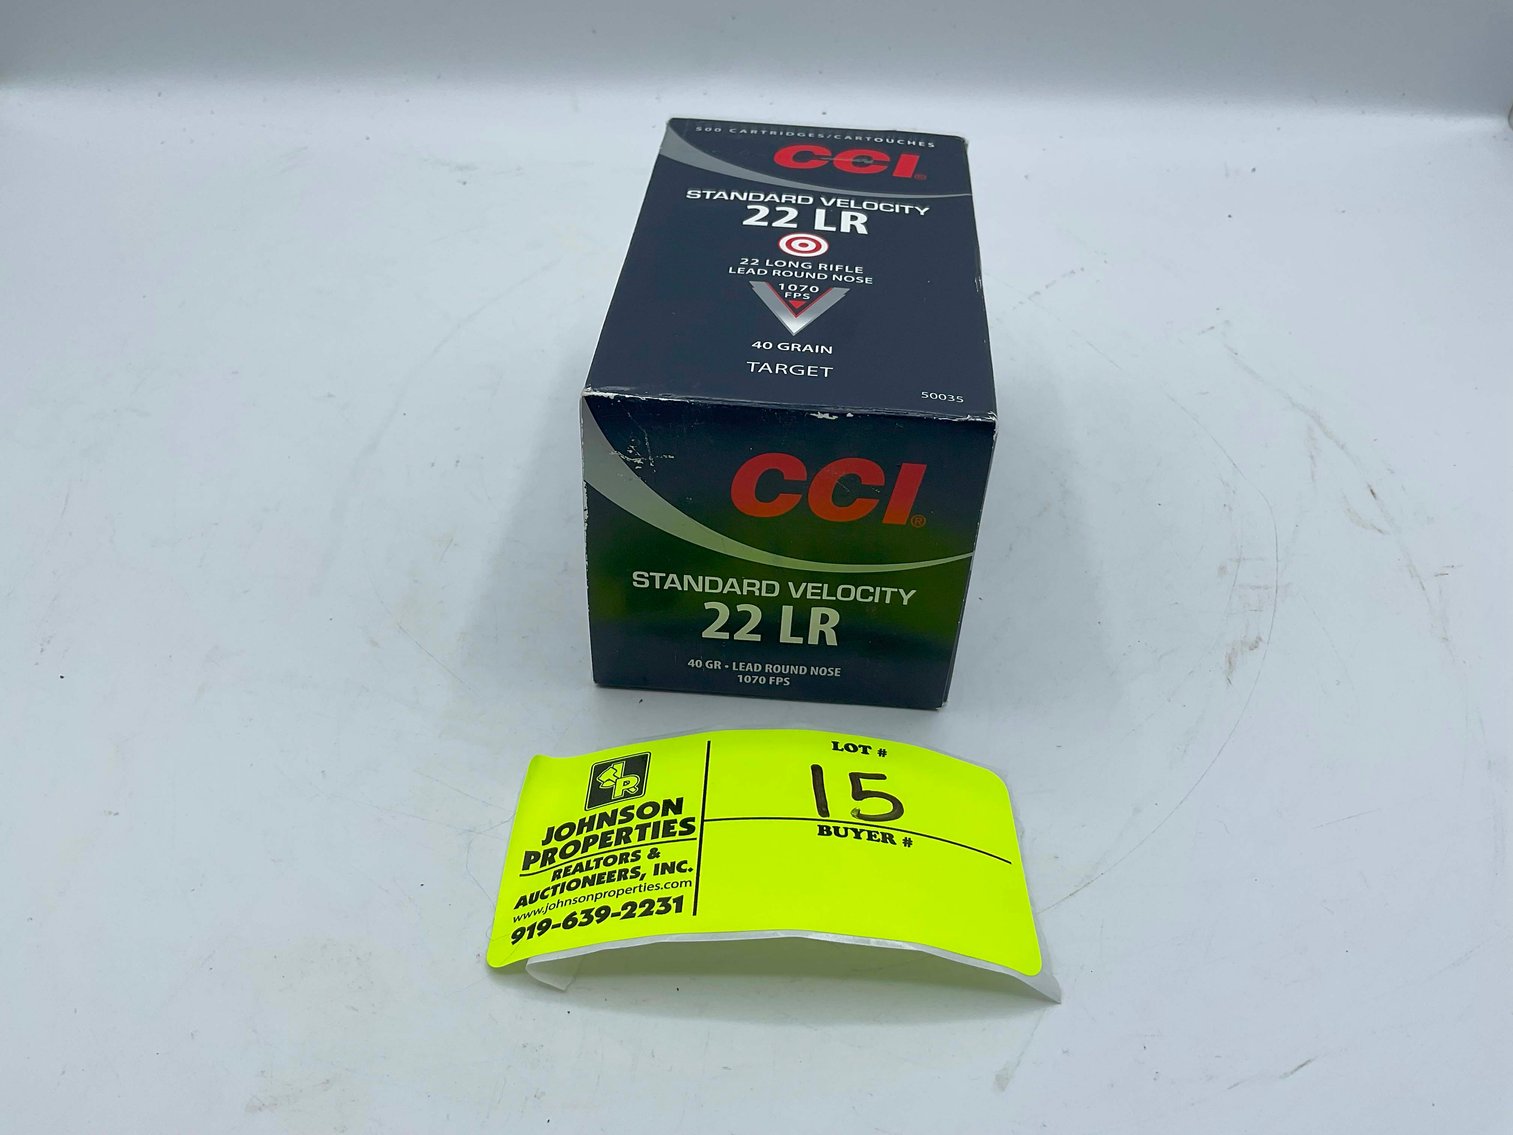 500 CARTRIDGES/CARTOUCHES
CCI®
STANDARD VELOCITY
22 LR
22 LONG RIFLE
LEAD ROUND NOSE
1070
FPS
40 GRAIN
TARGET
50035
CCI®
STANDARD VELOCITY
22 LR
40 GR • LEAD ROUND NOSE
1070 FPS
JOHNSON
PROPERTIES
REALTORS &
AUCTIONEERS, INC.
www.johnsonproperties.com
919-639-2231
LOT #
15
BUYER #